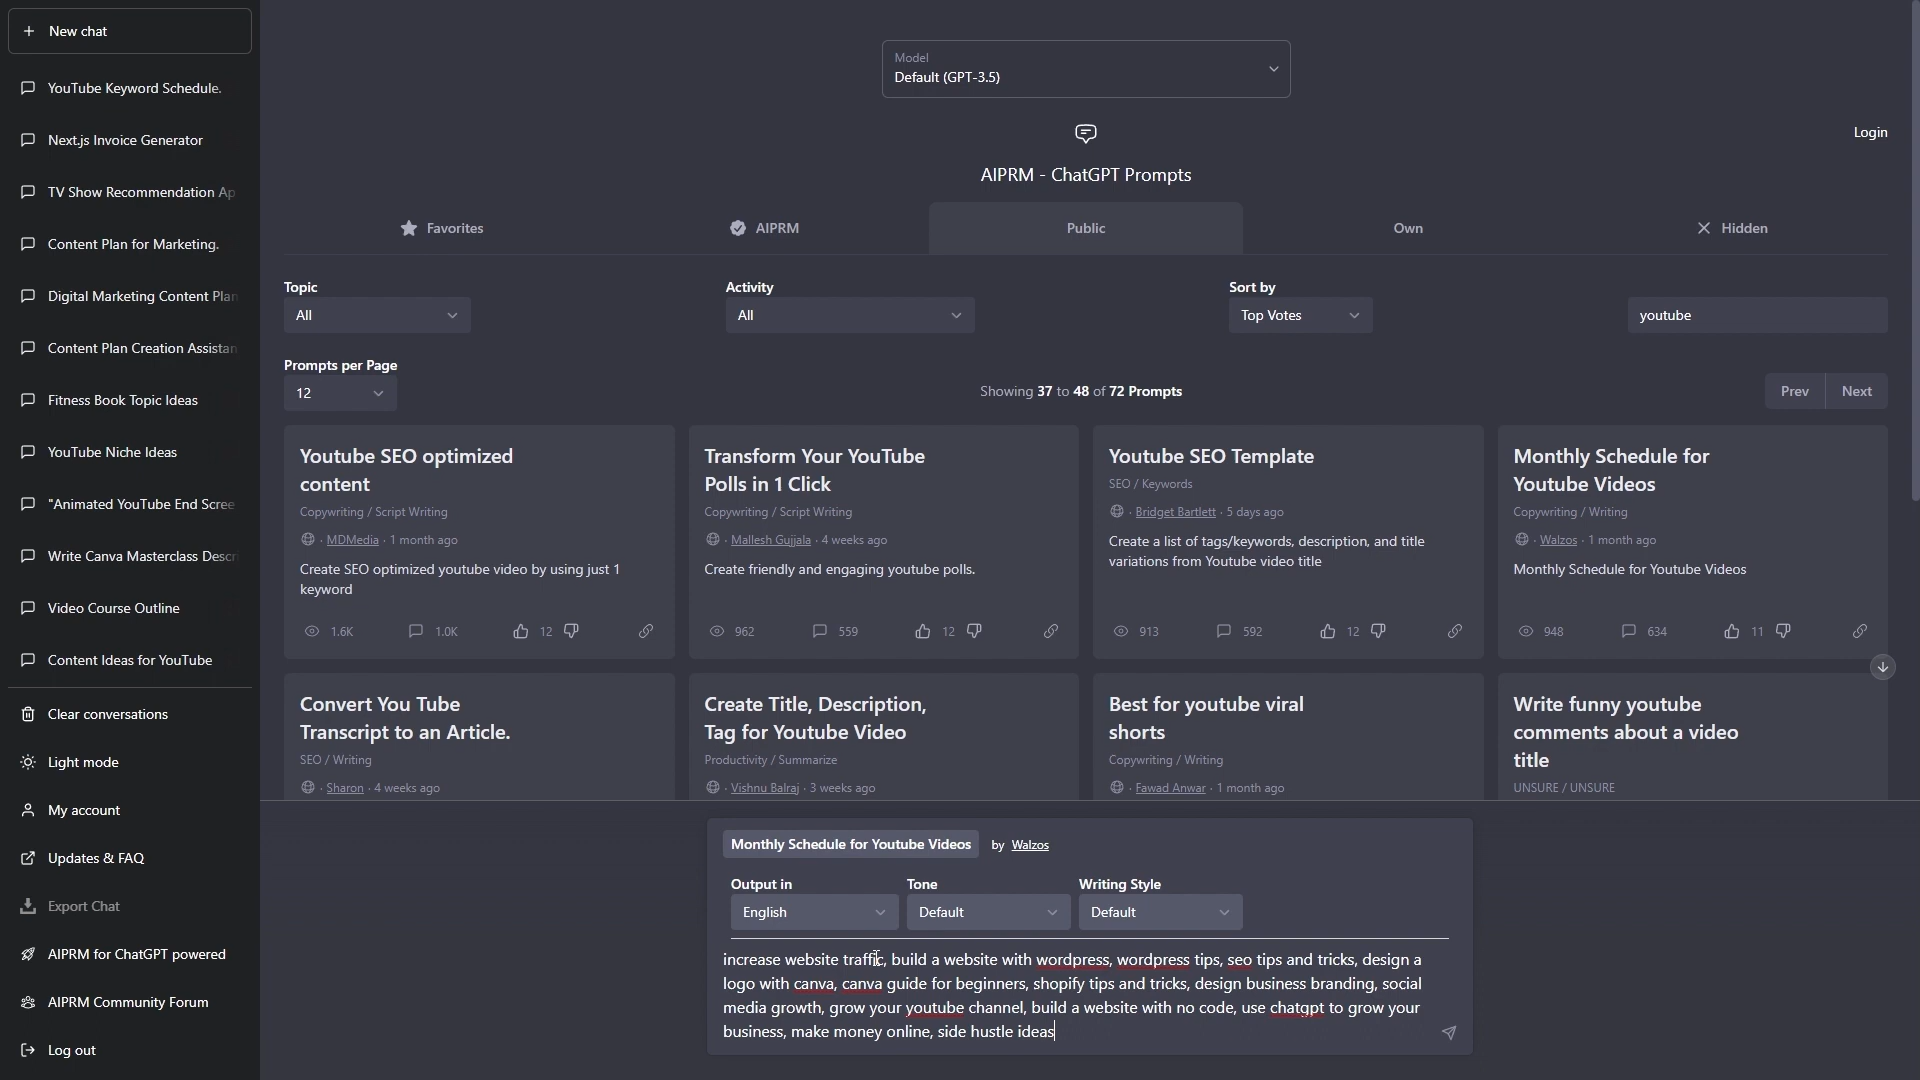 New chat
YouTube Keyword Schedule.
Next.js Invoice Generator
TV Show Recommendation Ap
Content Plan for Marketing.
Digital Marketing Content Plan
Content Plan Creation Assistan
Fitness Book Topic Ideas
YouTube Niche Ideas
"Animated YouTube End Scree
Write Canva Masterclass Descri
Video Course Outline
Content Ideas for YouTube
Clear conversations
Light mode
My account
Updates & FAQ
Export Chat
AIPRM for ChatGPT powered
AIPRM Community Forum
Log out
Model
Default (GPT-3.5)
Login
AIPRM - ChatGPT Prompts
Favorites
AIPRM
Public
Own
Hidden
Topic
All
Activity
All
Sort by
Top Votes
youtube
Prompts per Page
12
Showing 37 to 48 of 72 Prompts
Prev
Next
Youtube SEO optimized
content
Copywriting / Script Writing
· MDMedia · 1 month ago
Create SEO optimized youtube video by using just 1
keyword
1.6K
1.0K
12
Transform Your YouTube
Polls in 1 Click
Copywriting / Script Writing
· Mallesh Gujjala · 4 weeks ago
Create friendly and engaging youtube polls.
962
559
12
Youtube SEO Template
SEO / Keywords
· Bridget Bartlett · 5 days ago
Create a list of tags/keywords, description, and title
variations from Youtube video title
913
592
12
Monthly Schedule for
Youtube Videos
Copywriting / Writing
· Walzos · 1 month ago
Monthly Schedule for Youtube Videos
948
634
11
Convert You Tube
Transcript to an Article.
SEO / Writing
· Sharon · 4 weeks ago
Create Title, Description,
Tag for Youtube Video
Productivity / Summarize
· Vishnu Balraj · 3 weeks ago
Best for youtube viral
shorts
Copywriting / Writing
· Fawad Anwar · 1 month ago
Write funny youtube
comments about a video
title
UNSURE / UNSURE
Monthly Schedule for Youtube Videos by Walzos
Output in
English
Tone
Default
Writing Style
Default
increase website traffic, build a website with wordpress, wordpress tips, seo tips and tricks, design a
logo with canva, canva guide for beginners, shopify tips and tricks, design business branding, social
media growth, grow your youtube channel, build a website with no code, use chatgpt to grow your
business, make money online, side hustle ideas